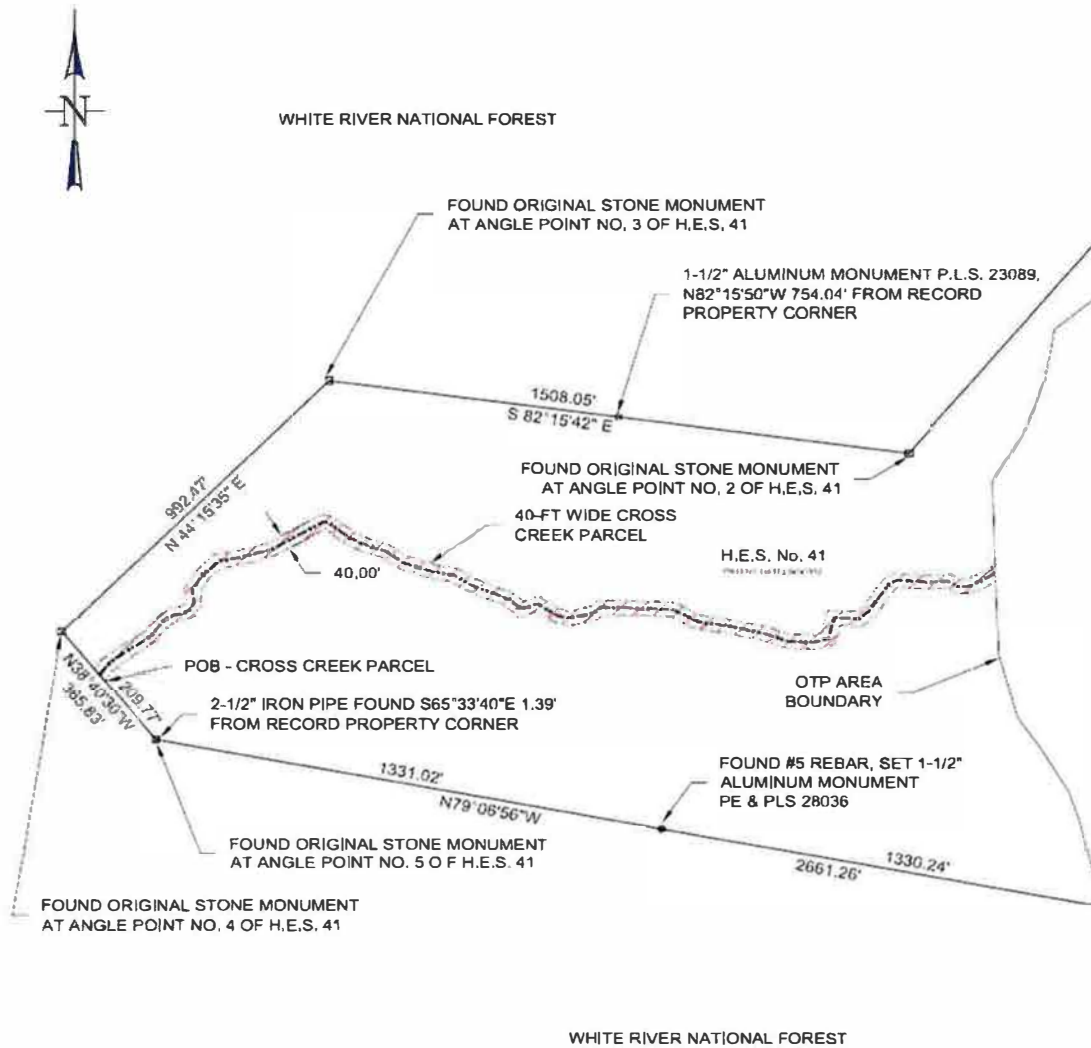 N
WHITE RIVER NATIONAL FOREST
FOUND ORIGINAL STONE MONUMENT
AT ANGLE POINT NO. 3 OF H.E.S. 41
1-1/2" ALUMINUM MONUMENT P.L.S. 23089,
N82°15'50"W 754.04' FROM RECORD
PROPERTY CORNER
1508.05'
S 82°15'42" E
FOUND ORIGINAL STONE MONUMENT
AT ANGLE POINT NO. 2 OF H.E.S. 41
992.47'
N 44°15'35" E
40-FT WIDE CROSS
CREEK PARCEL
H.E.S. No. 41
40.00'
POB - CROSS CREEK PARCEL
N38°40'30"W
365.83'
209.77'
2-1/2" IRON PIPE FOUND S65°33'40"E 1.39'
FROM RECORD PROPERTY CORNER
OTP AREA
BOUNDARY
1331.02'
N79°06'56"W
FOUND #5 REBAR, SET 1-1/2"
ALUMINUM MONUMENT
PE & PLS 28036
FOUND ORIGINAL STONE MONUMENT
AT ANGLE POINT NO. 5 OF H.E.S. 41
1330.24'
2661.26'
FOUND ORIGINAL STONE MONUMENT
AT ANGLE POINT NO. 4 OF H.E.S. 41
WHITE RIVER NATIONAL FOREST